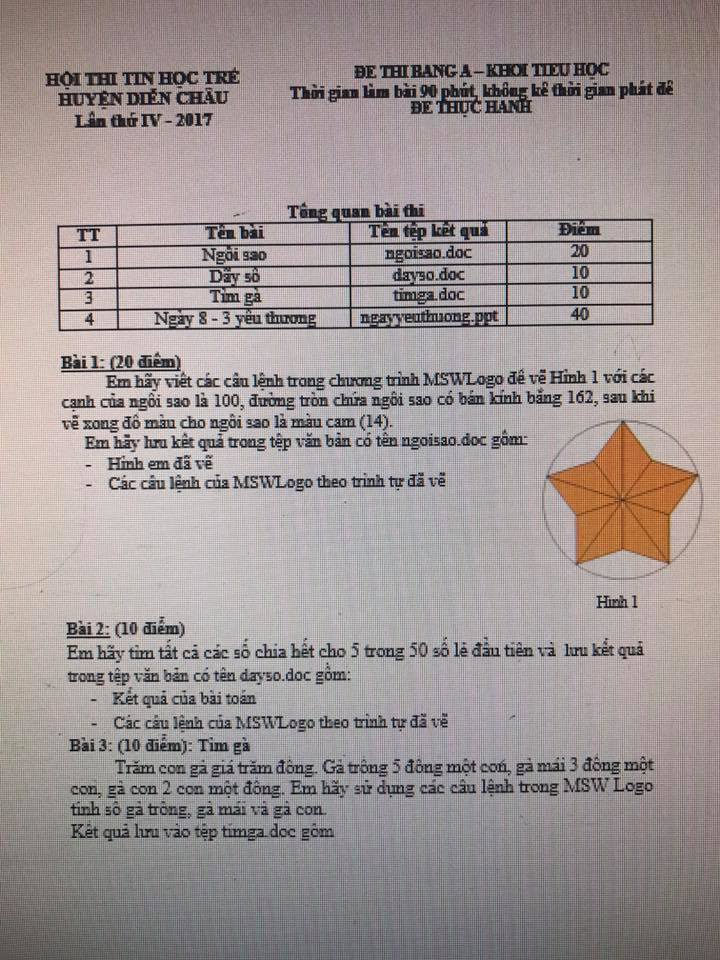 HỘI THI TIN HỌC TRẺ
HUYỆN DIỄN CHÂU
Lần thứ IV - 2017
ĐE THI BANG A – KHOI TIEU HỌC
Thời gian làm bài 90 phút, không kể thời gian phát đề
ĐE THỰC HANH
Tổng quan bài thi
TT Tên bài Tên tệp kết quả Điểm
1 Ngôi sao ngoisao.doc 20
2 Dãy số dayso.doc 10
3 Tìm gà timga.doc 10
4 Ngày 8 - 3 yêu thương ngayyeuthuong.ppt 40
Bài 1: (20 điểm)
Em hãy viết các câu lệnh trong chương trình MSWLogo để vẽ Hình 1 với các
cạnh của ngôi sao là 100, đường tròn chứa ngôi sao có bán kính bằng 162, sau khi
vẽ xong đổ màu cho ngôi sao là màu cam (14).
Em hãy lưu kết quả trong tệp văn bản có tên ngoisao.doc gồm:
- Hình em đã vẽ
- Các câu lệnh của MSWLogo theo trình tự đã vẽ
Hình 1
Bài 2: (10 điểm)
Em hãy tìm tất cả các số chia hết cho 5 trong 50 số lẻ đầu tiên và lưu kết quả
trong tệp văn bản có tên dayso.doc gồm:
- Kết quả của bài toán
- Các câu lệnh của MSWLogo theo trình tự đã vẽ
Bài 3: (10 điểm): Tìm gà
Trăm con gà giá trăm đồng. Gà trống 5 đồng một con, gà mái 3 đồng một
con, gà con 2 con một đồng. Em hãy sử dụng các câu lệnh trong MSW Logo
tính số gà trống, gà mái và gà con.
Kết quả lưu vào tệp timga.doc gồm